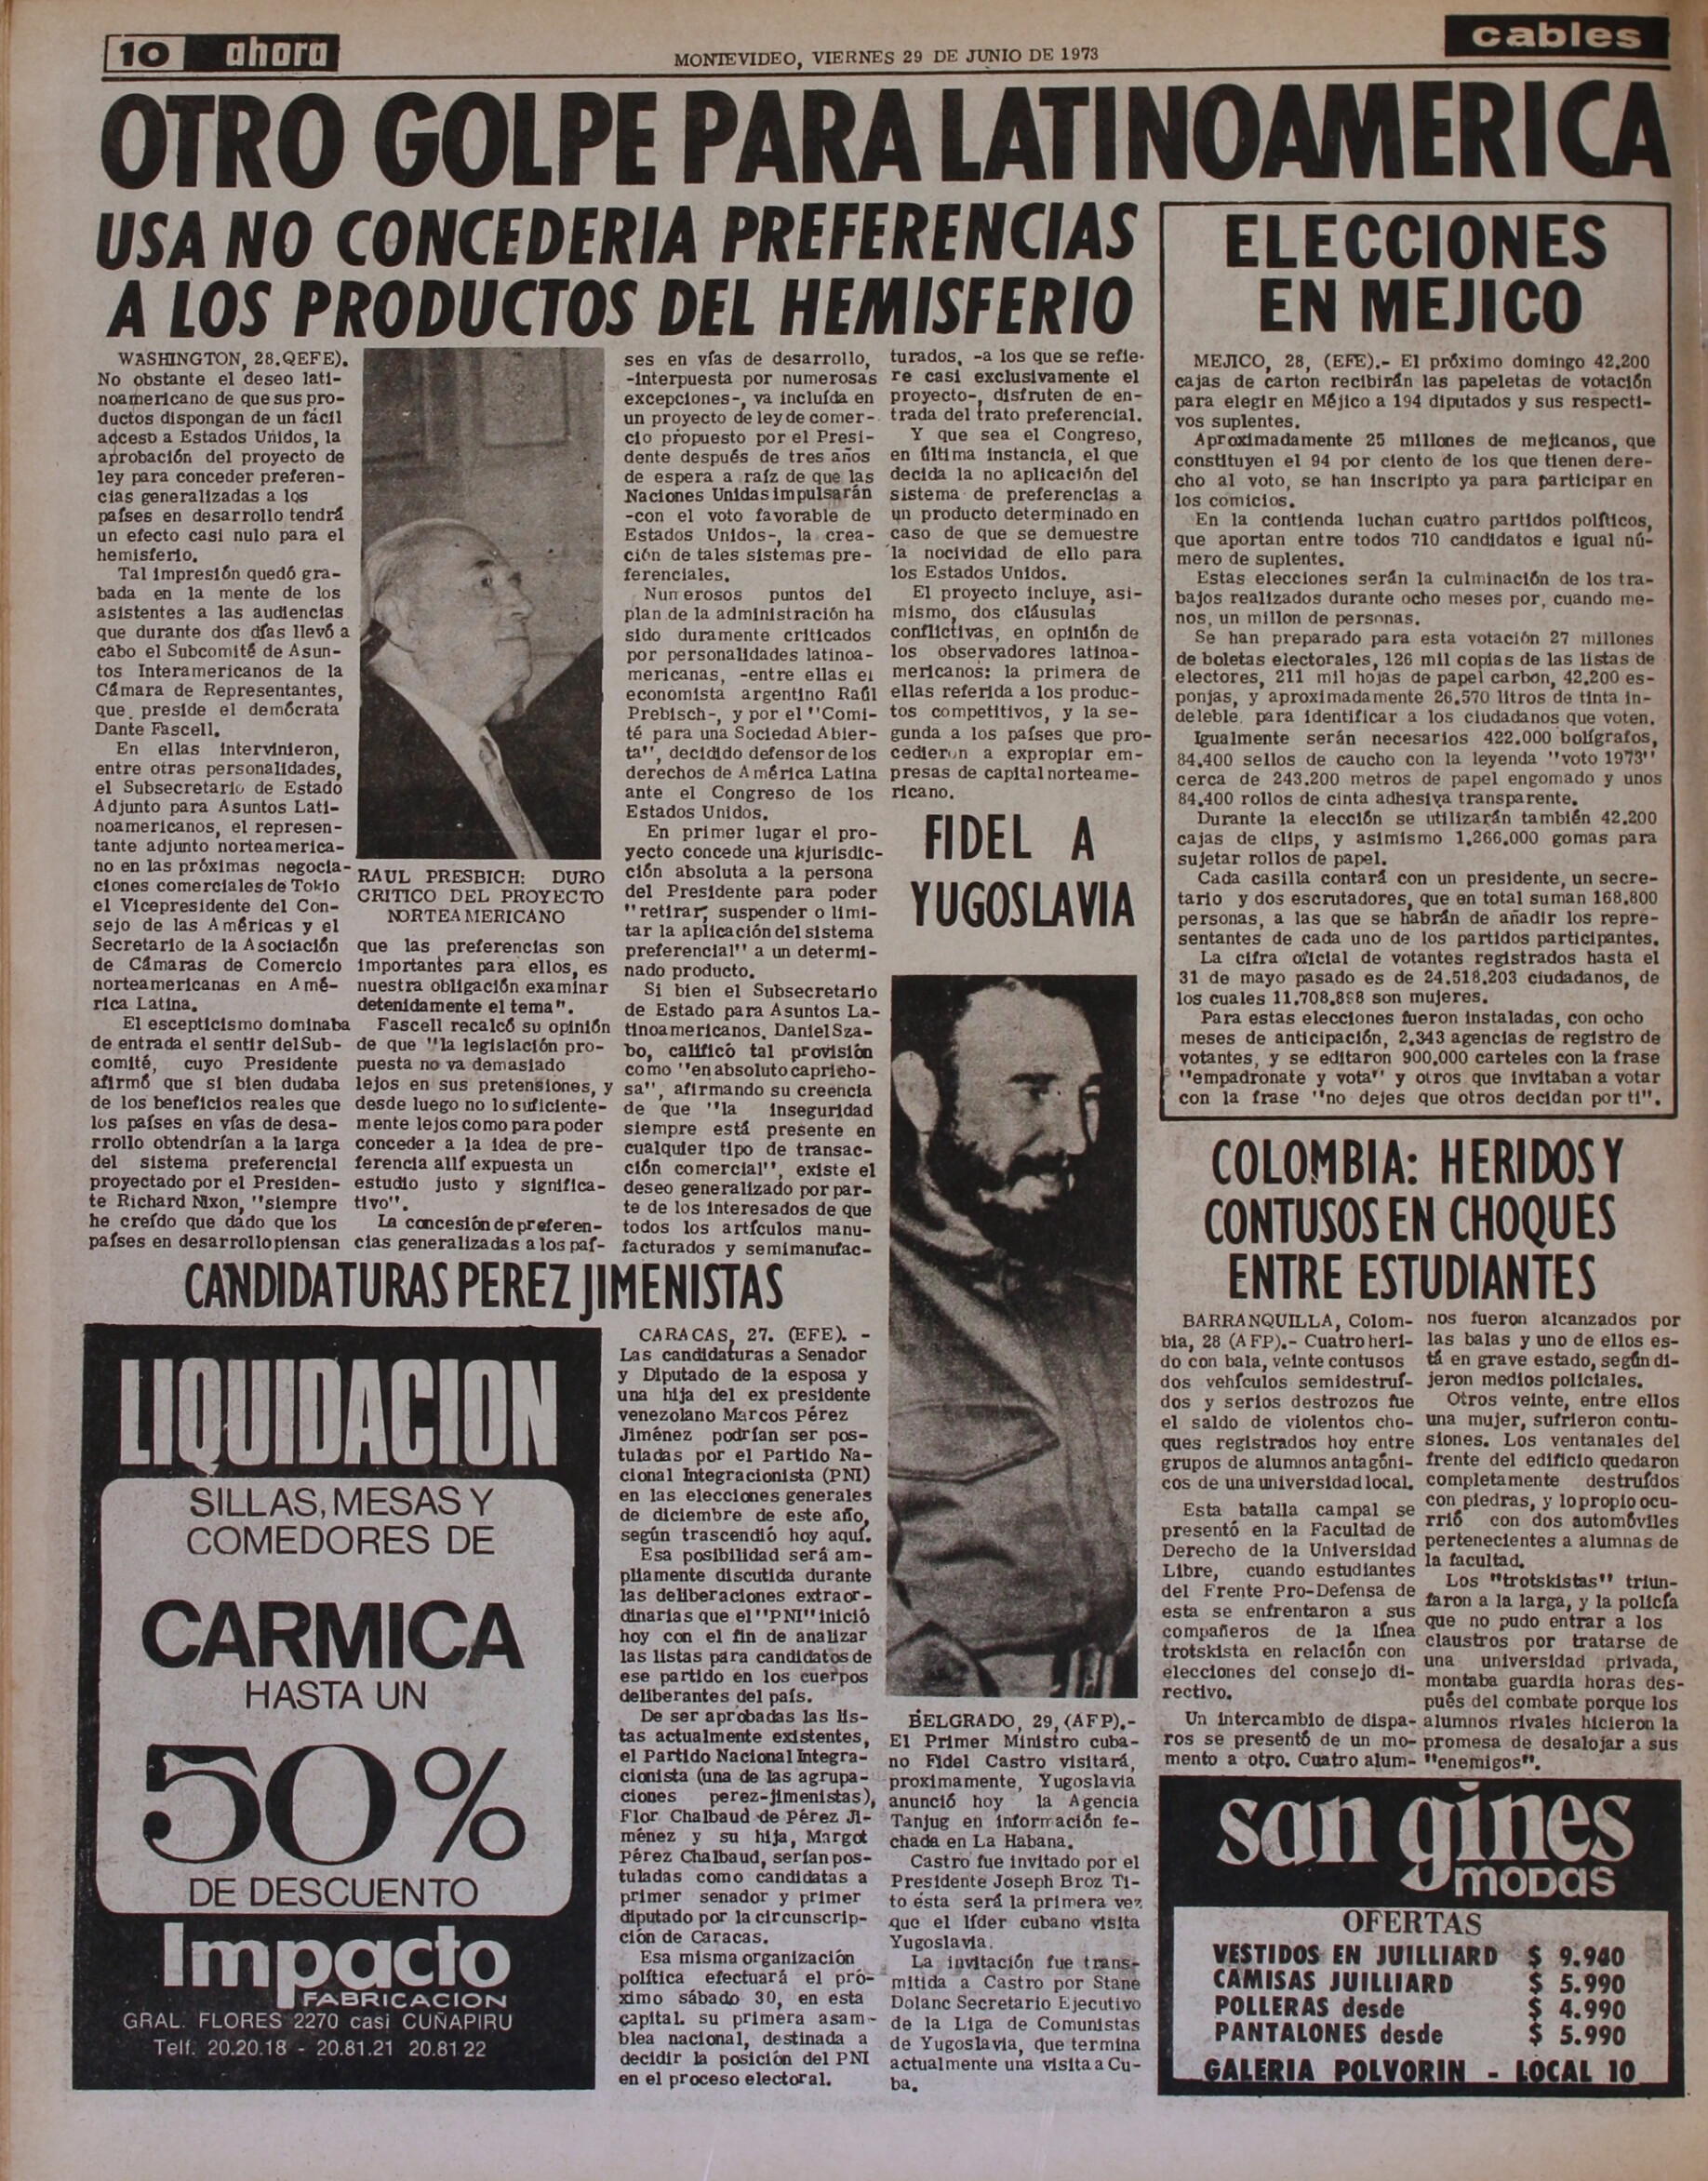 10 ahora
MONTEVIDEO, VIERNES 29 DE JUNIO DE 1973
cables
OTRO GOLPE PARA LATINOAMERICA
USA NO CONCEDERIA PREFERENCIAS
A LOS PRODUCTOS DEL HEMISFERIO
WASHINGTON, 28.QEFE).
No obstante el deseo lati-
noamericano de que sus pro-
ductos dispongan de un fácil
acceso a Estados Unidos, la
aprobación del proyecto de
ley para conceder preferen-
cias generalizadas a los
países en desarrollo tendrá
un efecto casi nulo para el
hemisferio.
Tal impresión quedó gra-
bada en la mente de los
asistentes a las audiencias
que durante dos días llevó a
cabo el Subcomité de Asun-
tos Interamericanos de la
Cámara de Representantes,
que preside el demócrata
Dante Fascell.
En ellas intervinieron,
entre otras personalidades,
el Subsecretario de Estado
Adjunto para Asuntos Lati-
noamericanos, el represen-
tante adjunto norteamerica-
no en las próximas negocia-
ciones comerciales de Tokio
el Vicepresidente del Con-
sejo de las Américas y el
Secretario de la Asociación
de Cámaras de Comercio
norteamericanas en Amé-
rica Latina.
El escepticismo dominaba
de entrada el sentir del Sub-
comité, cuyo Presidente
afirmó que si bien dudaba
de los beneficios reales que
los países en vías de desa-
rrollo obtendrían a la larga
del sistema preferencial
proyectado por el Presiden-
te Richard Nixon, "siempre
he creído que dado que los
países en desarrollo piensan
RAUL PRESBICH: DURO
CRITICO DEL PROYECTO
NORTEAMERICANO
que las preferencias son
importantes para ellos, es
nuestra obligación examinar
detenidamente el tema".
Fascell recalcó su opinión
de que "la legislación pro-
puesta no va demasiado
lejos en sus pretensiones, y
desde luego no lo suficiente-
mente lejos como para poder
conceder a la idea de pre-
ferencia allí expuesta un
estudio justo y significa-
tivo".
La concesión de preferen-
cias generalizadas a los paí-
ses en vías de desarrollo,
-interpuesta por numerosas
excepciones-, va incluída en
un proyecto de ley de comer-
cio propuesto por el Presi-
dente después de tres años
de espera a raíz de que las
Naciones Unidas impulsarán
-con el voto favorable de
Estados Unidos-, la crea-
ción de tales sistemas pre-
ferenciales.
Numerosos puntos del
plan de la administración ha
sido duramente criticados
por personalidades latinoa-
mericanas, -entre ellas el
economista argentino Raúl
Prebisch-, y por el "Comi-
té para una Sociedad Abier-
ta", decidido defensor de los
derechos de América Latina
ante el Congreso de los
Estados Unidos.
En primer lugar el pro-
yecto concede una kjurisdic-
ción absoluta a la persona
del Presidente para poder
"retirar, suspender o limi-
tar la aplicación del sistema
preferencial" a un determi-
nado producto.
Si bien el Subsecretario
de Estado para Asuntos La-
tinoamericanos, Daniel Sza-
bo, calificó tal provisión
como "en absoluto capricho-
sa", afirmando su creencia
de que "la inseguridad
siempre está presente en
cualquier tipo de transac-
ción comercial", existe el
deseo generalizado por par-
te de los interesados de que
todos los artículos manu-
facturados y semimanufac-
turados, -a los que se refie-
re casi exclusivamente el
proyecto-, disfruten de en-
trada del trato preferencial.
Y que sea el Congreso,
en última instancia, el que
decida la no aplicación del
sistema de preferencias a
un producto determinado en
caso de que se demuestre
la nocividad de ello para
los Estados Unidos.
El proyecto incluye, asi-
mismo, dos cláusulas
conflictivas, en opinión de
los observadores latinoa-
mericanos: la primera de
ellas referida a los produc-
tos competitivos, y la se-
gunda a los países que pro-
cedieron a expropiar em-
presas de capital norteame-
ricano.
FIDEL A
YUGOSLAVIA
BELGRADO, 29, (AFP).-
El Primer Ministro cuba-
no Fidel Castro visitará,
proximamente, Yugoslavia
anunció hoy la Agencia
Tanjug en información fe-
chada en La Habana.
Castro fue invitado por el
Presidente Joseph Broz Ti-
to ésta será la primera vez
que el líder cubano visita
Yugoslavia.
La invitación fue trans-
mitida a Castro por Stane
Dolanc Secretario Ejecutivo
de la Liga de Comunistas
de Yugoslavia, que termina
actualmente una visita a Cu-
ba.
ELECCIONES
EN MEJICO
MEJICO, 28, (EFE).- El próximo domingo 42.200
cajas de carton recibirán las papeletas de votación
para elegir en Méjico a 194 diputados y sus respecti-
vos suplentes.
Aproximadamente 25 millones de mejicanos, que
constituyen el 94 por ciento de los que tienen dere-
cho al voto, se han inscripto ya para participar en
los comicios.
En la contienda luchan cuatro partidos políticos,
que aportan entre todos 710 candidatos e igual nú-
mero de suplentes.
Estas elecciones serán la culminación de los tra-
bajos realizados durante ocho meses por, cuando me-
nos, un millon de personas.
Se han preparado para esta votación 27 millones
de boletas electorales, 126 mil copias de las listas de
electores, 211 mil hojas de papel carbon, 42,200 es-
ponjas, y aproximadamente 26.570 litros de tinta in-
deleble para identificar a los ciudadanos que voten.
Igualmente serán necesarios 422.000 bolígrafos,
84.400 sellos de caucho con la leyenda "voto 1973"
cerca de 243.200 metros de papel engomado y unos
84.400 rollos de cinta adhesiva transparente.
Durante la elección se utilizarán también 42.200
cajas de clips, y asimismo 1.266.000 gomas para
sujetar rollos de papel.
Cada casilla contará con un presidente, un secre-
tario y dos escrutadores, que en total suman 168.800
personas, a las que se habrán de añadir los repre-
sentantes de cada uno de los partidos participantes.
La cifra oficial de votantes registrados hasta el
31 de mayo pasado es de 24.518.203 ciudadanos, de
los cuales 11.708.898 son mujeres.
Para estas elecciones fueron instaladas, con ocho
meses de anticipación, 2.343 agencias de registro de
votantes, y se editaron 900.000 carteles con la frase
"empadronate y vota" y otros que invitaban a votar
con la frase "no dejes que otros decidan por ti".
COLOMBIA: HERIDOS Y
CONTUSOS EN CHOQUES
ENTRE ESTUDIANTES
BARRANQUILLA, Colom-
bia, 28 (AFP).- Cuatro heri-
do con bala, veinte contusos
dos vehículos semidestruí-
dos y serios destrozos fue
el saldo de violentos cho-
ques registrados hoy entre
grupos de alumnos antagóni-
cos de una universidad local.
Esta batalla campal se
presentó en la Facultad de
Derecho de la Universidad
Libre, cuando estudiantes
del Frente Pro-Defensa de
esta se enfrentaron a sus
compañeros de la línea
trotskista en relación con
elecciones del consejo di-
rectivo.
Un intercambio de dispa-
ros se presentó de un mo-
mento a otro. Cuatro alum-
nos fueron alcanzados por
las balas y uno de ellos es-
tá en grave estado, según di-
jeron medios policiales.
Otros veinte, entre ellos
una mujer, sufrieron contu-
siones. Los ventanales del
frente del edificio quedaron
completamente destruídos
con piedras, y lo propio ocu-
rrió con dos automóviles
pertenecientes a alumnas de
la facultad.
Los "trotskistas" triun-
faron a la larga, y la policía
que no pudo entrar a los
claustros por tratarse de
una universidad privada,
montaba guardia horas des-
pués del combate porque los
alumnos rivales hicieron la
promesa de desalojar a sus
"enemigos".
CANDIDATURAS PEREZ JIMENISTAS
CARACAS, 27. (EFE). -
Las candidaturas a Senador
y Diputado de la esposa y
una hija del ex presidente
venezolano Marcos Pérez
Jiménez podrían ser pos-
tuladas por el Partido Na-
cional Integracionista (PNI)
en las elecciones generales
de diciembre de este año,
según trascendió hoy aquí.
Esa posibilidad será am-
pliamente discutida durante
las deliberaciones extraor-
dinarias que el "PNI" inició
hoy con el fin de analizar
las listas para candidatos de
ese partido en los cuerpos
deliberantes del país.
De ser aprobadas las lis-
tas actualmente existentes,
el Partido Nacional Integra-
cionista (una de las agrupa-
ciones perez-jimenistas),
Flor Chalbaud de Pérez Ji-
ménez y su hija, Margot
Pérez Chalbaud, serían pos-
tuladas como candidatas a
primer senador y primer
diputado por la circunscrip-
ción de Caracas.
Esa misma organización
política efectuará el pró-
ximo sábado 30, en esta
capital su primera asam-
blea nacional, destinada a
decidir la posición del PNI
en el proceso electoral.
LIQUIDACION
SILLAS, MESAS Y
COMEDORES DE
CARMICA
HASTA UN
50%
DE DESCUENTO
Impacto
FABRICACION
GRAL. FLORES 2270 casi CUÑAPIRU
Telf. 20.20.18 - 20.81.21 20.81 22
san gines
modas
OFERTAS
VESTIDOS EN JUILLIARD $ 9.940
CAMISAS JUILLIARD $ 5.990
POLLERAS desde $ 4.990
PANTALONES desde $ 5.990
GALERIA POLVORIN - LOCAL 10